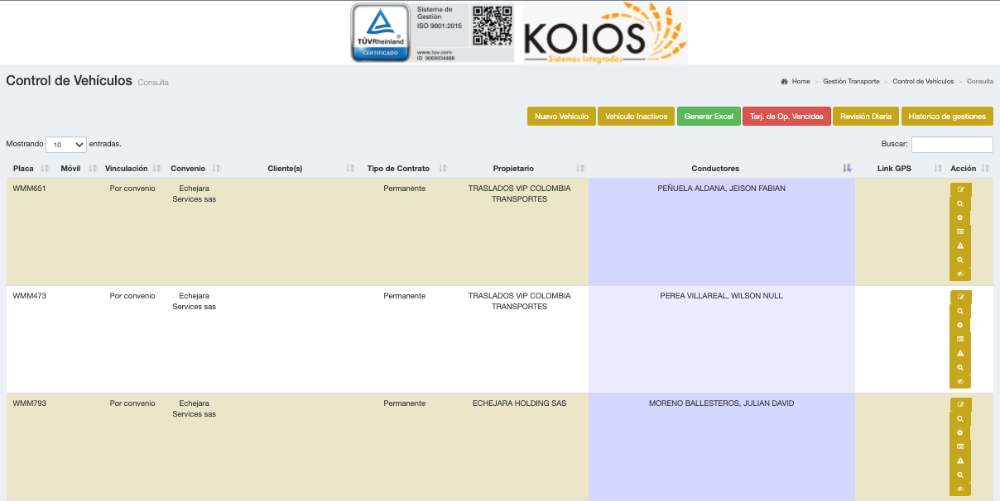 Sistema de
Gestión
ISO 9001:2015
TÜVRheinland
CERTIFICADO
www.tuv.com
ID 9000004488
KOIOS
Sistemas Integrados
Control de Vehículos Consulta
Home > Gestión Transporte > Control de Vehículos > Consulta
Nuevo Vehículo Vehículo Inactivos Generar Excel Tarj. de Op. Vencidas Revisión Diaria Historico de gestiones
Mostrando 10 entradas. Buscar:
Placa Móvil Vinculación Convenio Cliente(s) Tipo de Contrato Propietario Conductores Link GPS Acción
WMM651 Por convenio Echejara Permanente TRASLADOS VIP COLOMBIA PEÑUELA ALDANA, JEISON FABIAN
Services sas TRANSPORTES
WMM473 Por convenio Echejara Permanente TRASLADOS VIP COLOMBIA PEREA VILLAREAL, WILSON NULL
Services sas TRANSPORTES
WMM793 Por convenio Echejara Permanente ECHEJARA HOLDING SAS MORENO BALLESTEROS, JULIAN DAVID
Services sas